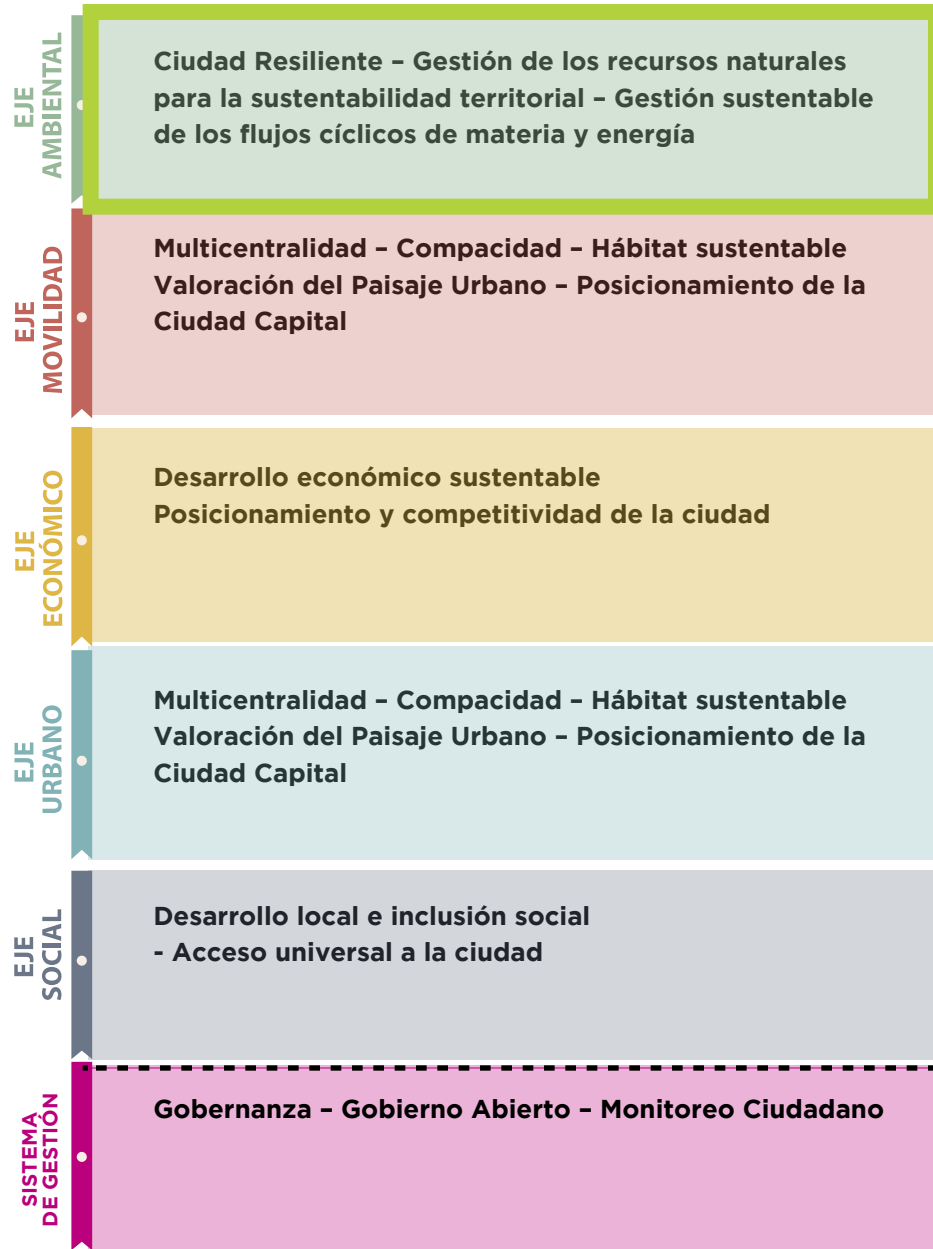 EJE
AMBIENTAL
Ciudad Resiliente – Gestión de los recursos naturales
para la sustentabilidad territorial – Gestión sustentable
de los flujos cíclicos de materia y energía
EJE
MOVILIDAD
Multicentralidad – Compacidad – Hábitat sustentable
Valoración del Paisaje Urbano – Posicionamiento de la
Ciudad Capital
EJE
ECONÓMICO
Desarrollo económico sustentable
Posicionamiento y competitividad de la ciudad
EJE
URBANO
Multicentralidad – Compacidad – Hábitat sustentable
Valoración del Paisaje Urbano – Posicionamiento de la
Ciudad Capital
EJE
SOCIAL
Desarrollo local e inclusión social
- Acceso universal a la ciudad
SISTEMA
DE GESTIÓN
Gobernanza – Gobierno Abierto – Monitoreo Ciudadano